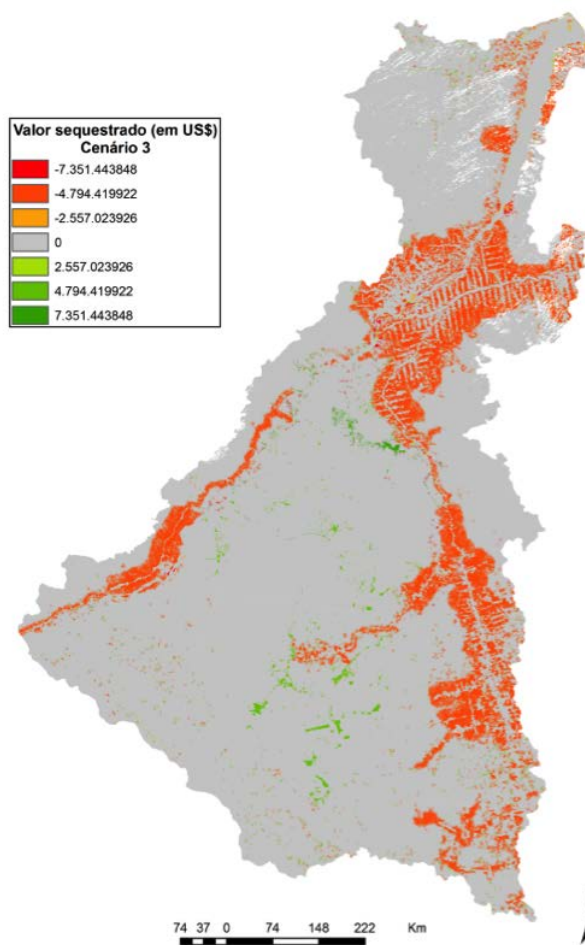 Valor sequestrado (em US$)
Cenário 3
-7.351.443848
-4.794.419922
-2.557.023926
0
2.557.023926
4.794.419922
7.351.443848
74 37 0 74 148 222 Km